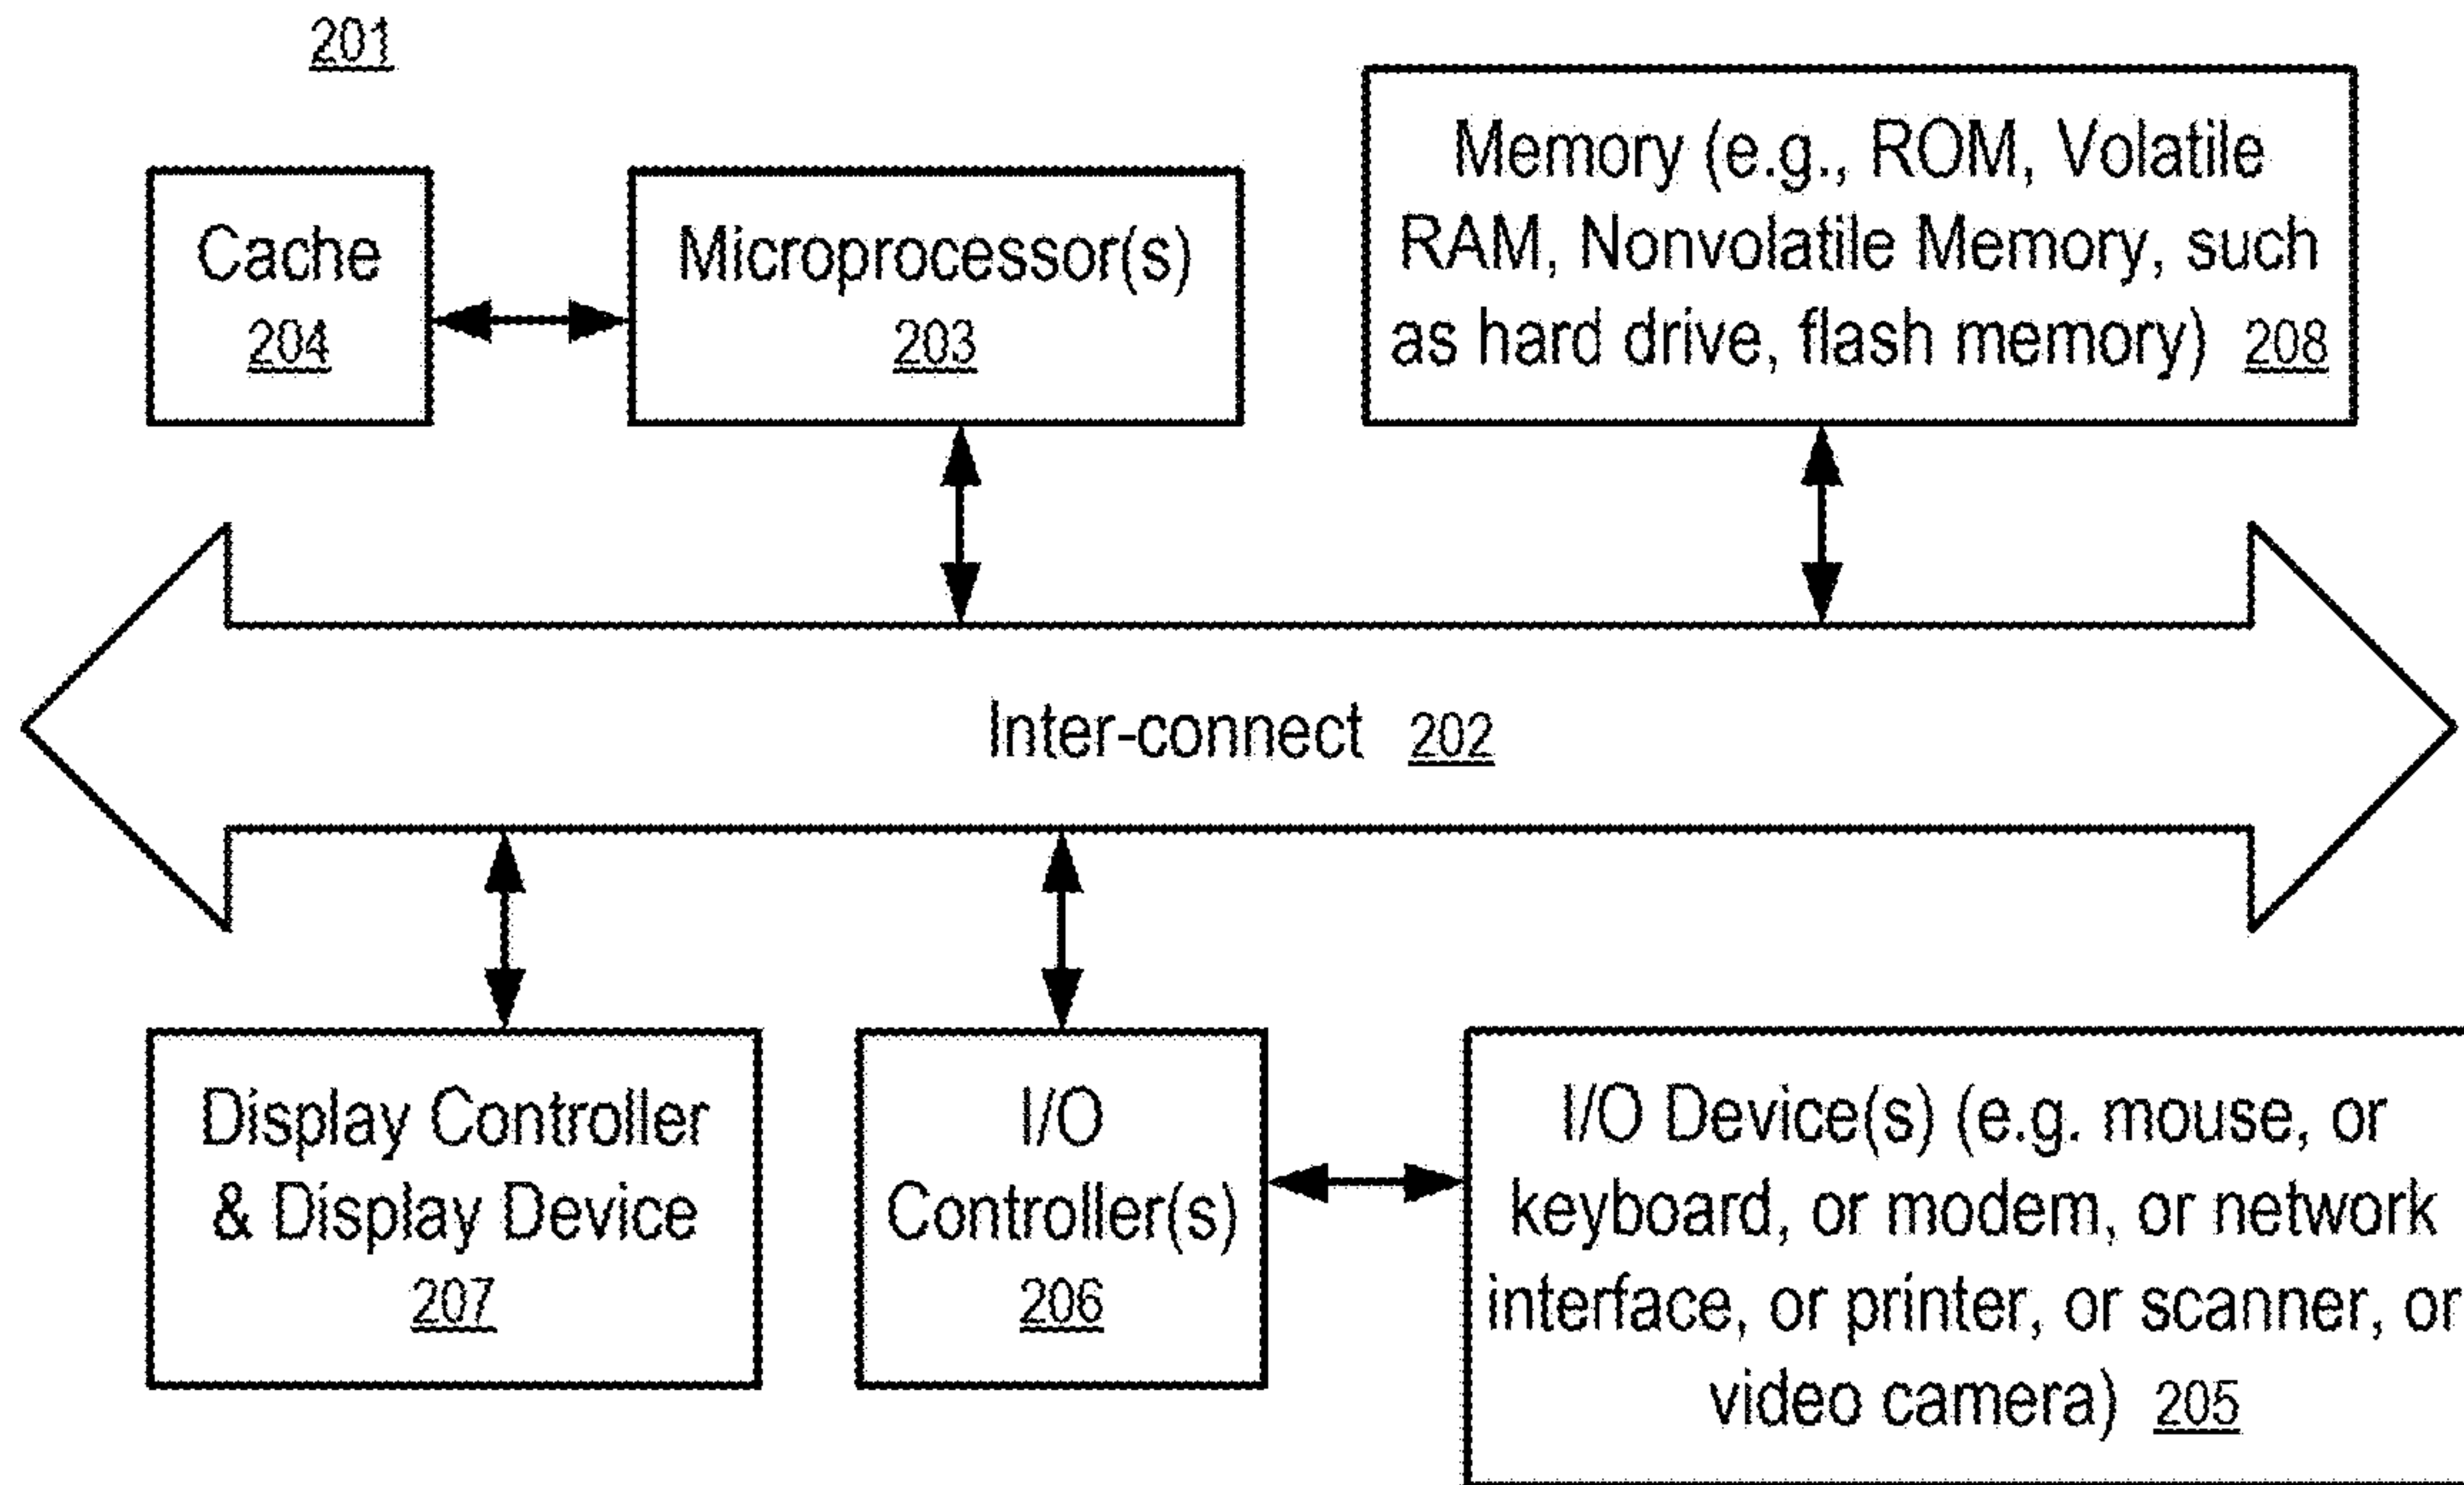 201
Cache
204
Microprocessor(s)
203
Memory (e.g., ROM, Volatile
RAM, Nonvolatile Memory, such
as hard drive, flash memory) 208
Inter-connect 202
Display Controller
& Display Device
207
I/O
Controller(s)
206
I/O Device(s) (e.g. mouse, or
keyboard, or modem, or network
interface, or printer, or scanner, or
video camera) 205